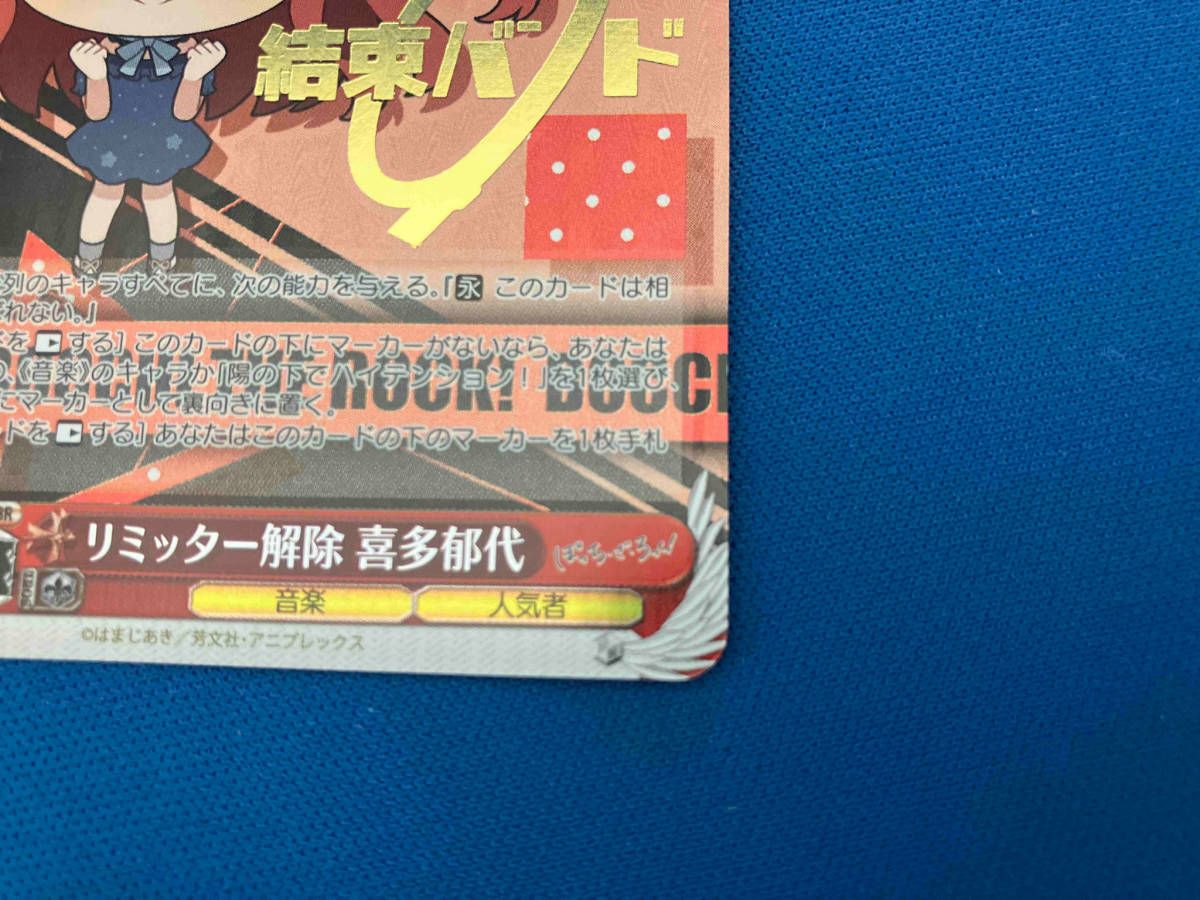 結束バンド
列のキャラすべてに、次の能力を与える。「永 このカードは相
れない。」
を する］ このカードの下にマーカーがないなら、あなたは
、《音楽》のキャラか「陽の下でハイテンション！」を1枚選び、
にマーカーとして裏向きに置く。
ドを する］ あなたはこのカードの下のマーカーを1枚手札
ROCK! BOCCH
リミッター解除 喜多郁代
ぼっち・ざ・ろっく!
音楽 人気者
©はまじあき／芳文社・アニプレックス